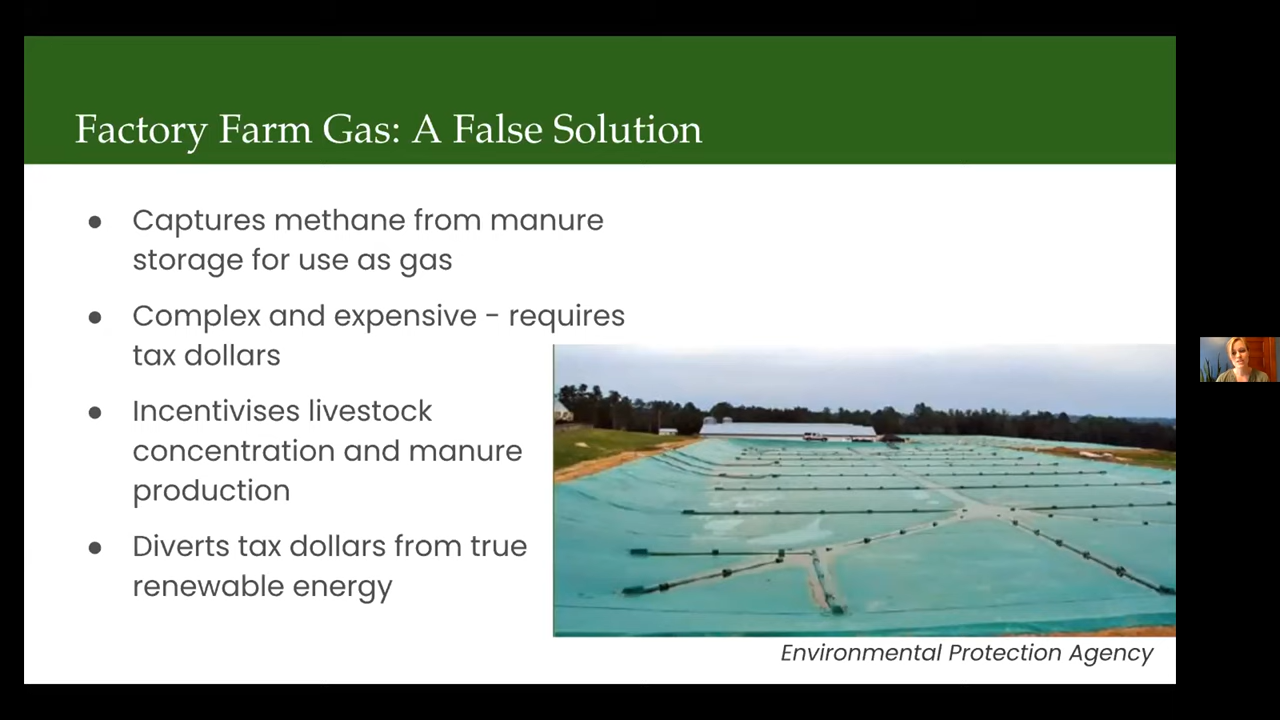 Factory Farm Gas: A False Solution
● Captures methane from manure
storage for use as gas
● Complex and expensive - requires
tax dollars
● Incentivises livestock
concentration and manure
production
● Diverts tax dollars from true
renewable energy
Environmental Protection Agency